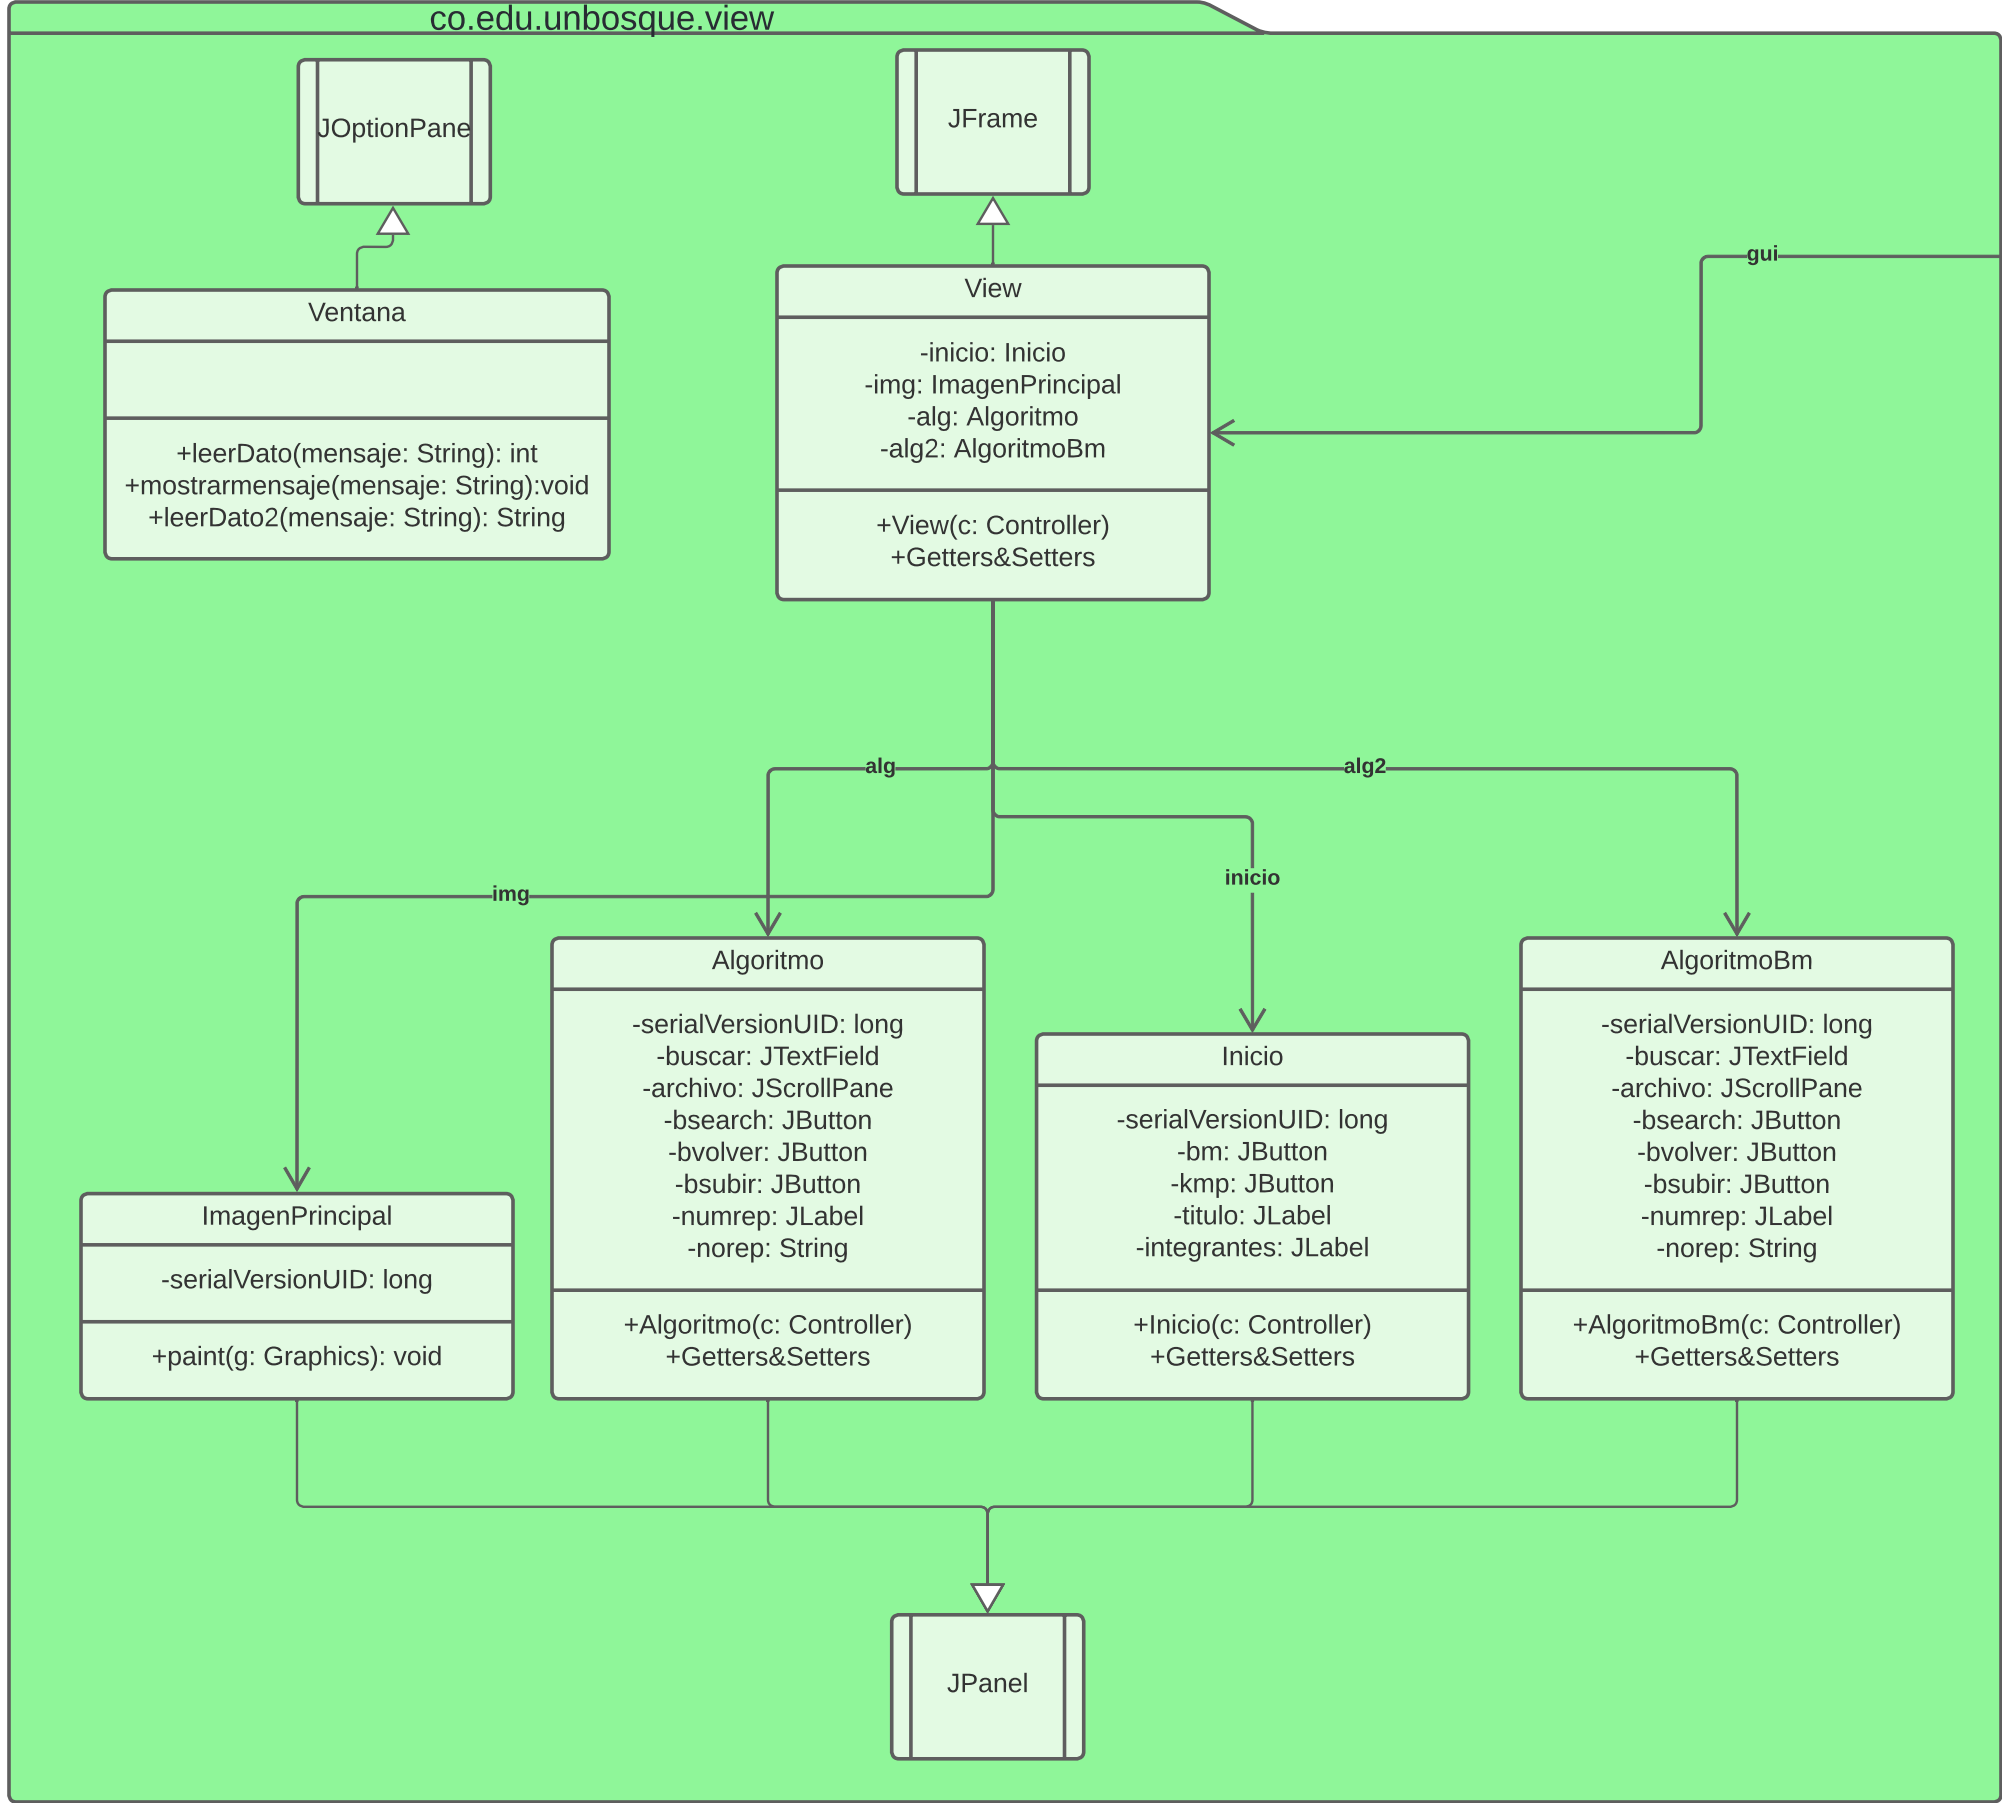 co.edu.unbosque.view
JOptionPane
JFrame
gui
Ventana
+leerDato(mensaje: String): int
+mostrarmensaje(mensaje: String):void
+leerDato2(mensaje: String): String
View
-inicio: Inicio
-img: ImagenPrincipal
-alg: Algoritmo
-alg2: AlgoritmoBm
+View(c: Controller)
+Getters&Setters
alg
alg2
img
inicio
ImagenPrincipal
-serialVersionUID: long
+paint(g: Graphics): void
Algoritmo
-serialVersionUID: long
-buscar: JTextField
-archivo: JScrollPane
-bsearch: JButton
-bvolver: JButton
-bsubir: JButton
-numrep: JLabel
-norep: String
+Algoritmo(c: Controller)
+Getters&Setters
Inicio
-serialVersionUID: long
-bm: JButton
-kmp: JButton
-titulo: JLabel
-integrantes: JLabel
+Inicio(c: Controller)
+Getters&Setters
AlgoritmoBm
-serialVersionUID: long
-buscar: JTextField
-archivo: JScrollPane
-bsearch: JButton
-bvolver: JButton
-bsubir: JButton
-numrep: JLabel
-norep: String
+AlgoritmoBm(c: Controller)
+Getters&Setters
JPanel